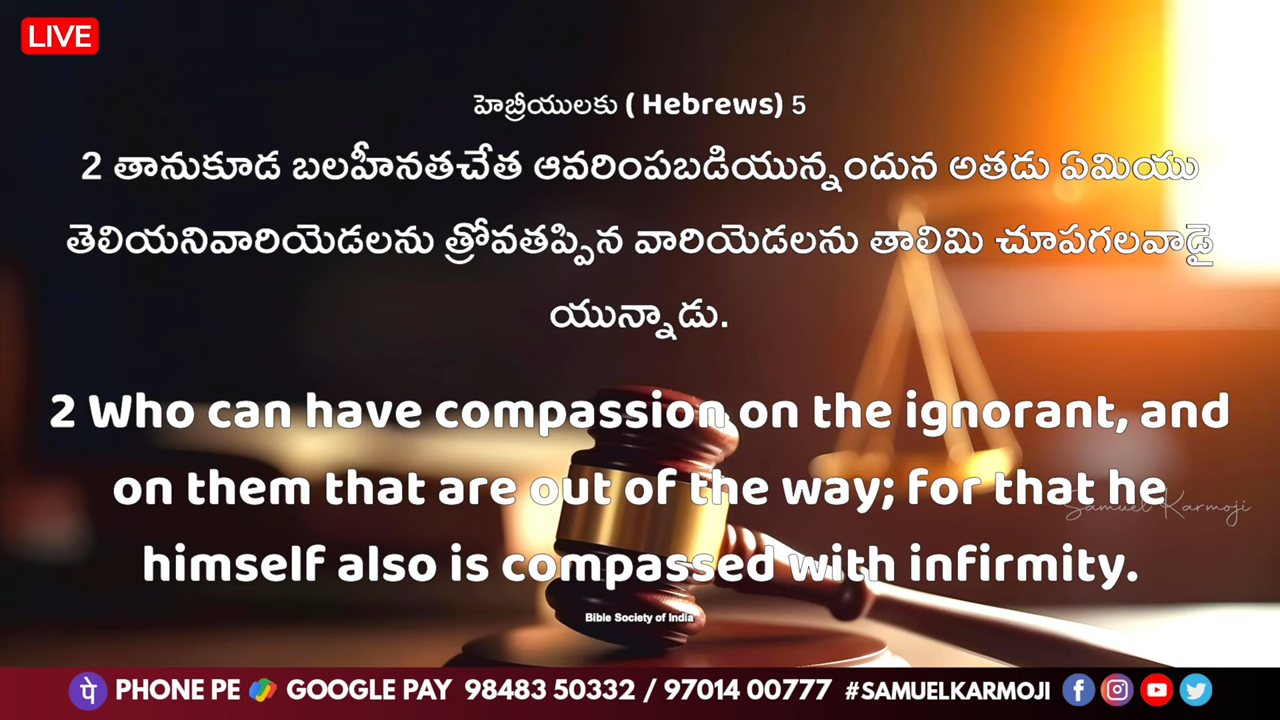 LIVE
హెబ్రీయులకు ( Hebrews) 5
2 తానుకూడ బలహీనతచేత ఆవరింపబడియున్నందున అతడు ఏమియు
తెలియనివారియెడలను త్రోవతప్పిన వారియెడలను తాలిమి చూపగలవాడై
యున్నాడు.
2 Who can have compassion on the ignorant, and
on them that are out of the way; for that he
himself also is compassed with infirmity.
Samuel Karmoji
Bible Society of India
पे PHONE PE GOOGLE PAY 98483 50332 / 97014 00777 #SAMUELKARMOJI